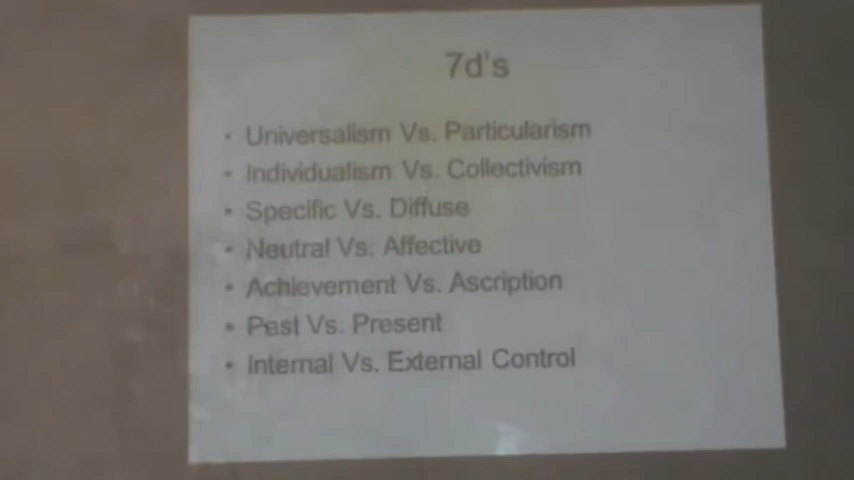 7d's
• Universalism Vs. Particularism
• Individualism Vs. Collectivism
• Specific Vs. Diffuse
• Neutral Vs. Affective
• Achievement Vs. Ascription
• Past Vs. Present
• Internal Vs. External Control